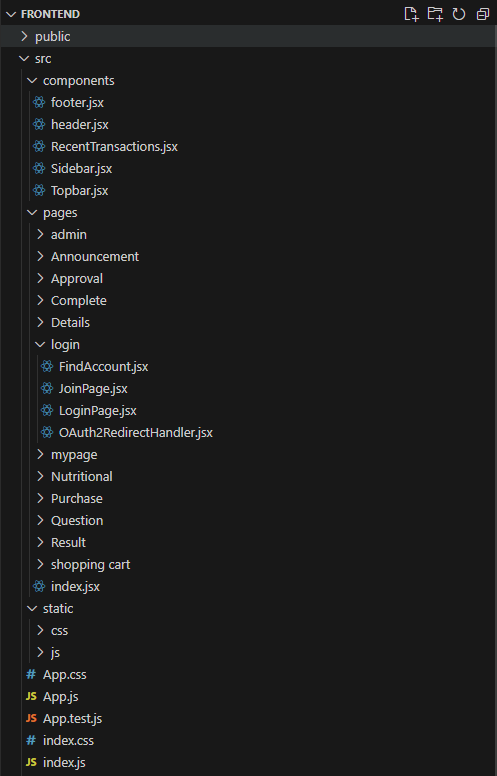 FRONTEND
public
src
components
footer.jsx
header.jsx
RecentTransactions.jsx
Sidebar.jsx
Topbar.jsx
pages
admin
Announcement
Approval
Complete
Details
login
FindAccount.jsx
JoinPage.jsx
LoginPage.jsx
OAuth2RedirectHandler.jsx
mypage
Nutritional
Purchase
Question
Result
shopping cart
index.jsx
static
css
js
# App.css
JS App.js
JS App.test.js
# index.css
JS index.js